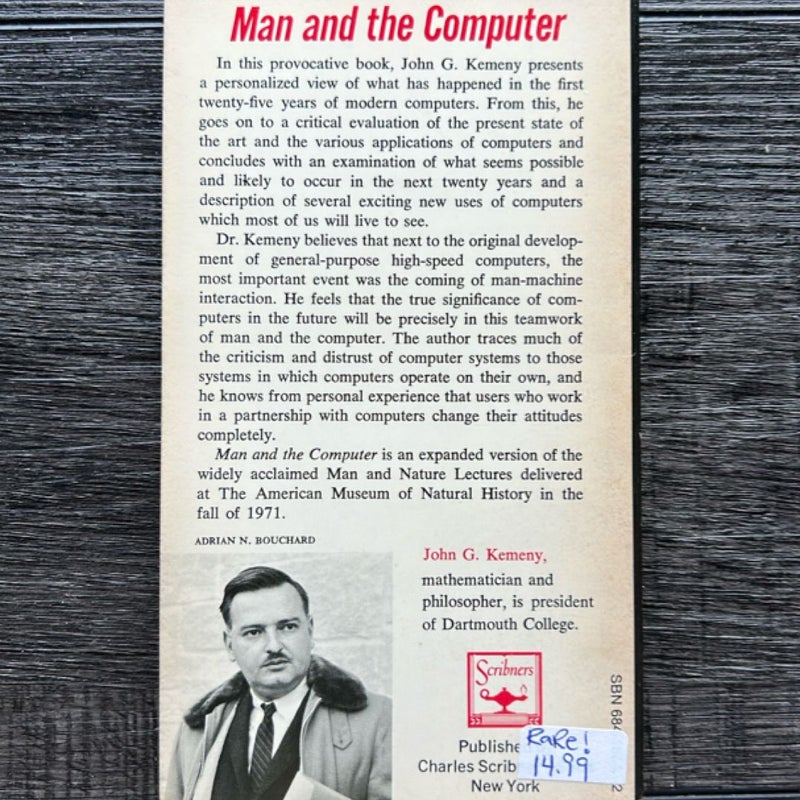 Man and the Computer
In this provocative book, John G. Kemeny presents
a personalized view of what has happened in the first
twenty-five years of modern computers. From this, he
goes on to a critical evaluation of the present state of
the art and the various applications of computers and
concludes with an examination of what seems possible
and likely to occur in the next twenty years and a
description of several exciting new uses of computers
which most of us will live to see.
Dr. Kemeny believes that next to the original develop-
ment of general-purpose high-speed computers, the
most important event was the coming of man-machine
interaction. He feels that the true significance of com-
puters in the future will be precisely in this teamwork
of man and the computer. The author traces much of
the criticism and distrust of computer systems to those
systems in which computers operate on their own, and
he knows from personal experience that users who work
in a partnership with computers change their attitudes
completely.
Man and the Computer is an expanded version of the
widely acclaimed Man and Nature Lectures delivered
at The American Museum of Natural History in the
fall of 1971.
ADRIAN N. BOUCHARD
John G. Kemeny,
mathematician and
philosopher, is president
of Dartmouth College.
Scribners
SBN 684
Rare!
14.99
Publishe
Charles Scrib
New York